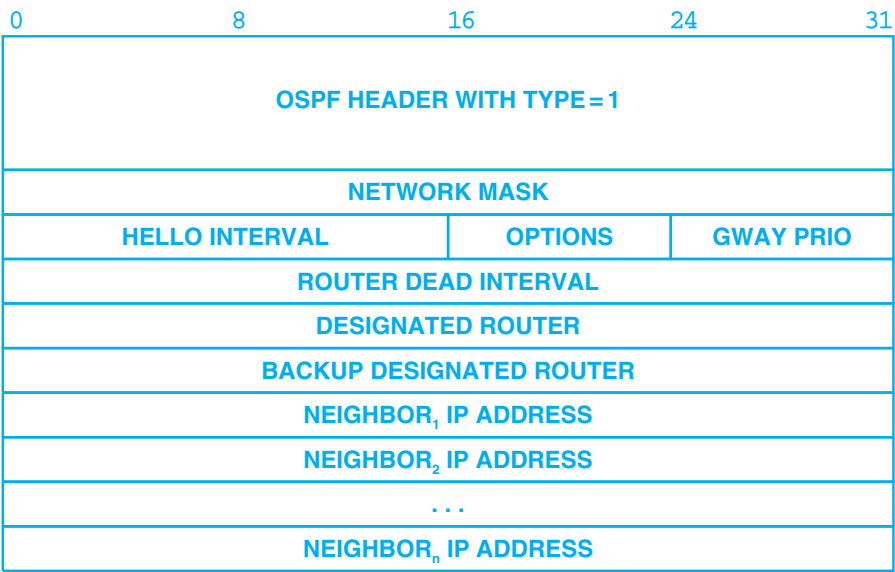 0 8 16 24 31
OSPF HEADER WITH TYPE = 1
NETWORK MASK
HELLO INTERVAL OPTIONS GWAY PRIO
ROUTER DEAD INTERVAL
DESIGNATED ROUTER
BACKUP DESIGNATED ROUTER
NEIGHBOR₁ IP ADDRESS
NEIGHBOR₂ IP ADDRESS
. . .
NEIGHBORₙ IP ADDRESS